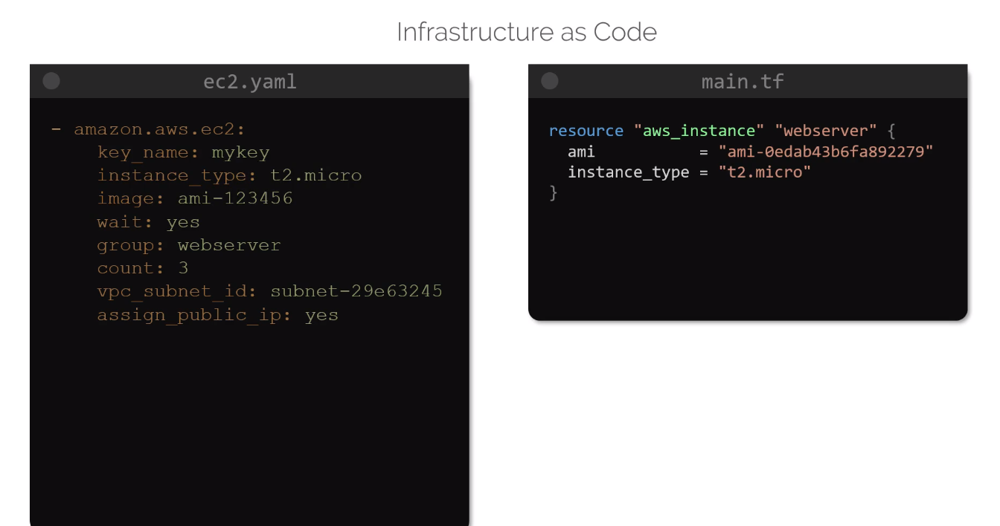 Infrastructure as Code
ec2.yaml
- amazon.aws.ec2:
    key_name: mykey
    instance_type: t2.micro
    image: ami-123456
    wait: yes
    group: webserver
    count: 3
    vpc_subnet_id: subnet-29e63245
    assign_public_ip: yes
main.tf
resource "aws_instance" "webserver" {
  ami           = "ami-0edab43b6fa892279"
  instance_type = "t2.micro"
}